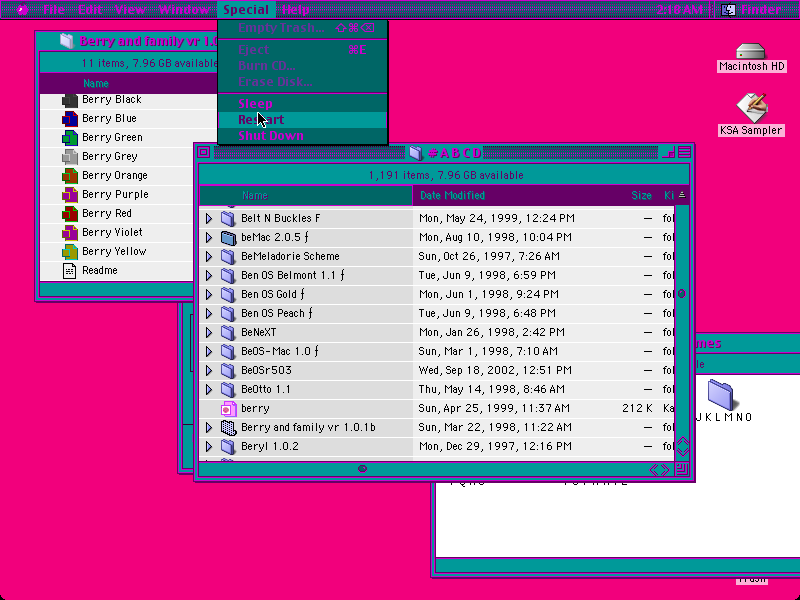 File Edit View Window Special Help 2:18 AM Finder
Empty Trash...
Eject E
Burn CD...
Erase Disk...
Sleep
Restart
Shut Down
Berry and family vr 1.0
11 items, 7.96 GB available
Name
Berry Black
Berry Blue
Berry Green
Berry Grey
Berry Orange
Berry Purple
Berry Red
Berry Violet
Berry Yellow
Readme
Macintosh HD
KSA Sampler
#ABCD
1,191 items, 7.96 GB available
Name Date Modified Size Ki
Belt N Buckles F Mon, May 24, 1999, 12:24 PM — fol
beMac 2.0.5 ƒ Mon, Aug 10, 1998, 10:04 PM — fol
BeMeladorie Scheme Sun, Oct 26, 1997, 7:26 AM — fol
Ben OS Belmont 1.1 ƒ Tue, Jun 9, 1998, 6:59 PM — fol
Ben OS Gold ƒ Mon, Jun 1, 1998, 9:24 PM — fol
Ben OS Peach ƒ Tue, Jun 9, 1998, 6:48 PM — fol
BeNeXT Mon, Jan 26, 1998, 2:42 PM — fol
BeOS-Mac 1.0 ƒ Sun, Mar 1, 1998, 7:10 AM — fol
BeOSr503 Wed, Sep 18, 2002, 12:51 PM — fol
BeOtto 1.1 Thu, May 14, 1998, 8:46 AM — fol
berry Sun, Apr 25, 1999, 11:37 AM 212 K Ka
Berry and family vr 1.0.1b Sun, Mar 22, 1998, 11:22 AM — fol
Beryl 1.0.2 Mon, Dec 29, 1997, 12:16 PM — fol
mes
le
JKLMNO
Trash